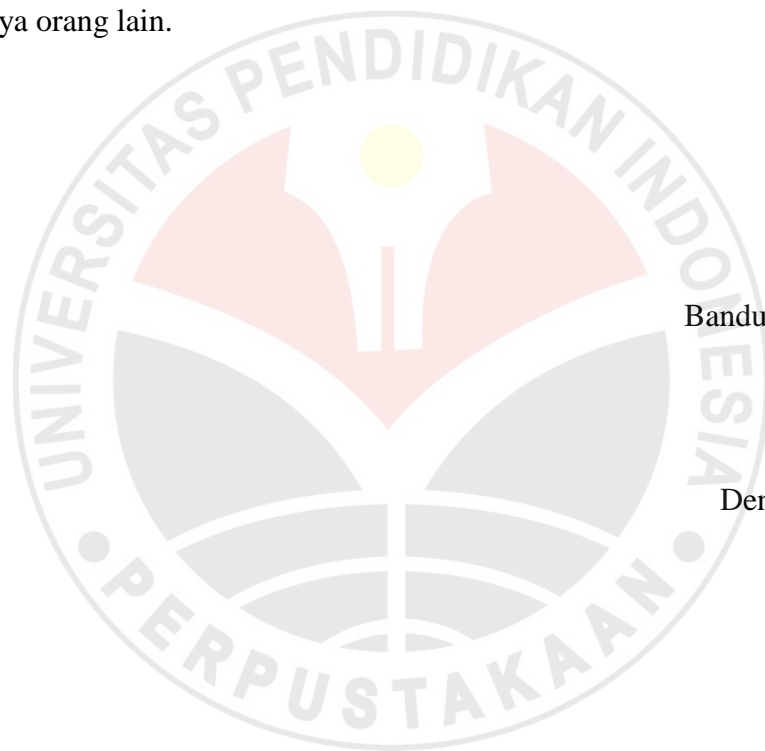 ya orang lain.
UNIVERSITAS PENDIDIKAN INDONESIA
Bandu
Der
PERPUSTAKAAN